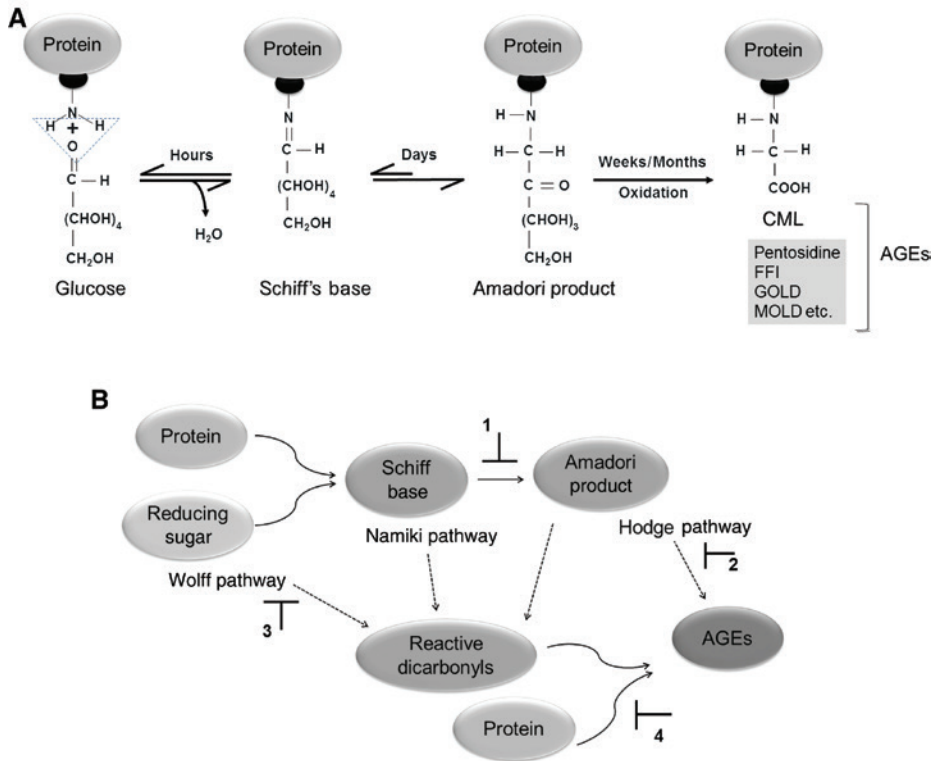 A
Protein
Protein
Protein
Protein
H N H
+
O
C — H
(CHOH)4
CH2OH
Glucose
Hours
H2O
N
C — H
(CHOH)4
CH2OH
Schiff's base
Days
H — N
H — C — H
C = O
(CHOH)3
CH2OH
Amadori product
Weeks/Months
Oxidation
H — N
H — C — H
COOH
CML
Pentosidine
FFI
GOLD
MOLD etc.
AGEs
B
Protein
Reducing
sugar
Schiff
base
1
Amadori
product
Namiki pathway
Hodge pathway
2
Wolff pathway
3
Reactive
dicarbonyls
AGEs
Protein
4